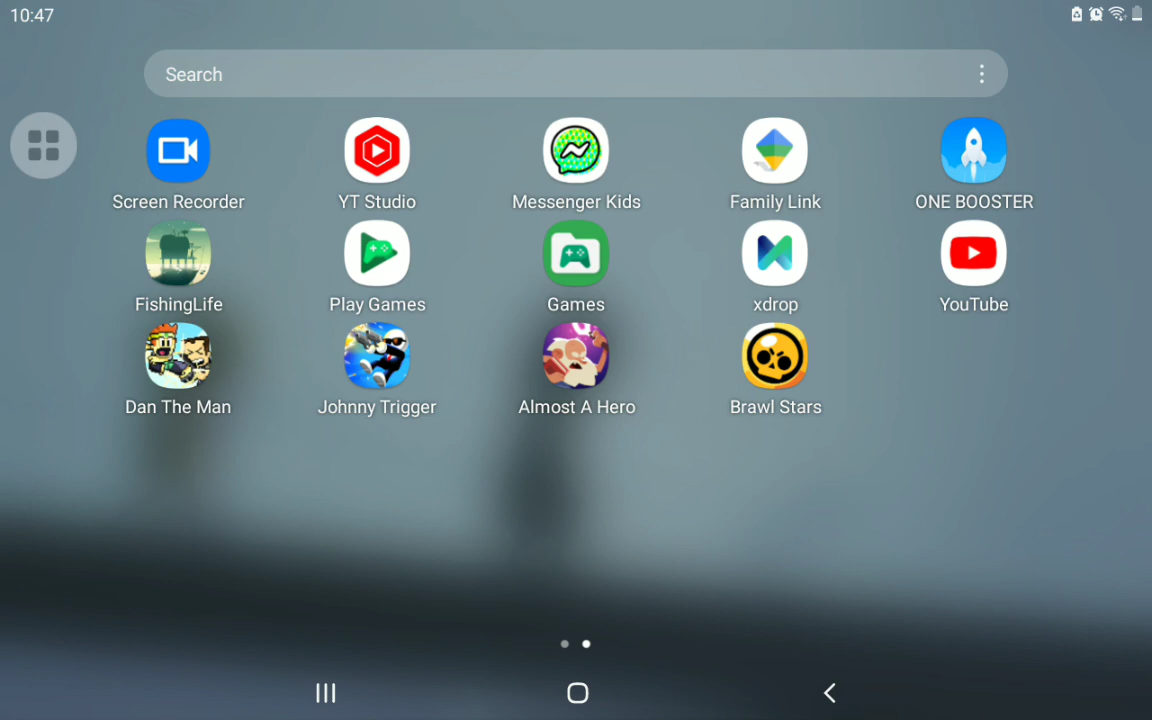 10:47
Search
Screen Recorder
YT Studio
Messenger Kids
Family Link
ONE BOOSTER
FishingLife
Play Games
Games
xdrop
YouTube
Dan The Man
Johnny Trigger
Almost A Hero
Brawl Stars